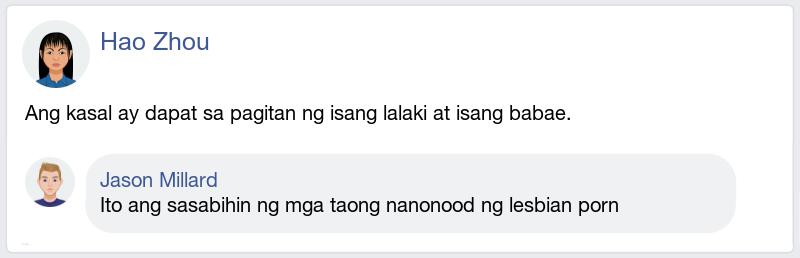 Hao Zhou
Ang kasal ay dapat sa pagitan ng isang lalaki at isang babae.
Jason Millard
Ito ang sasabihin ng mga taong nanonood ng lesbian porn